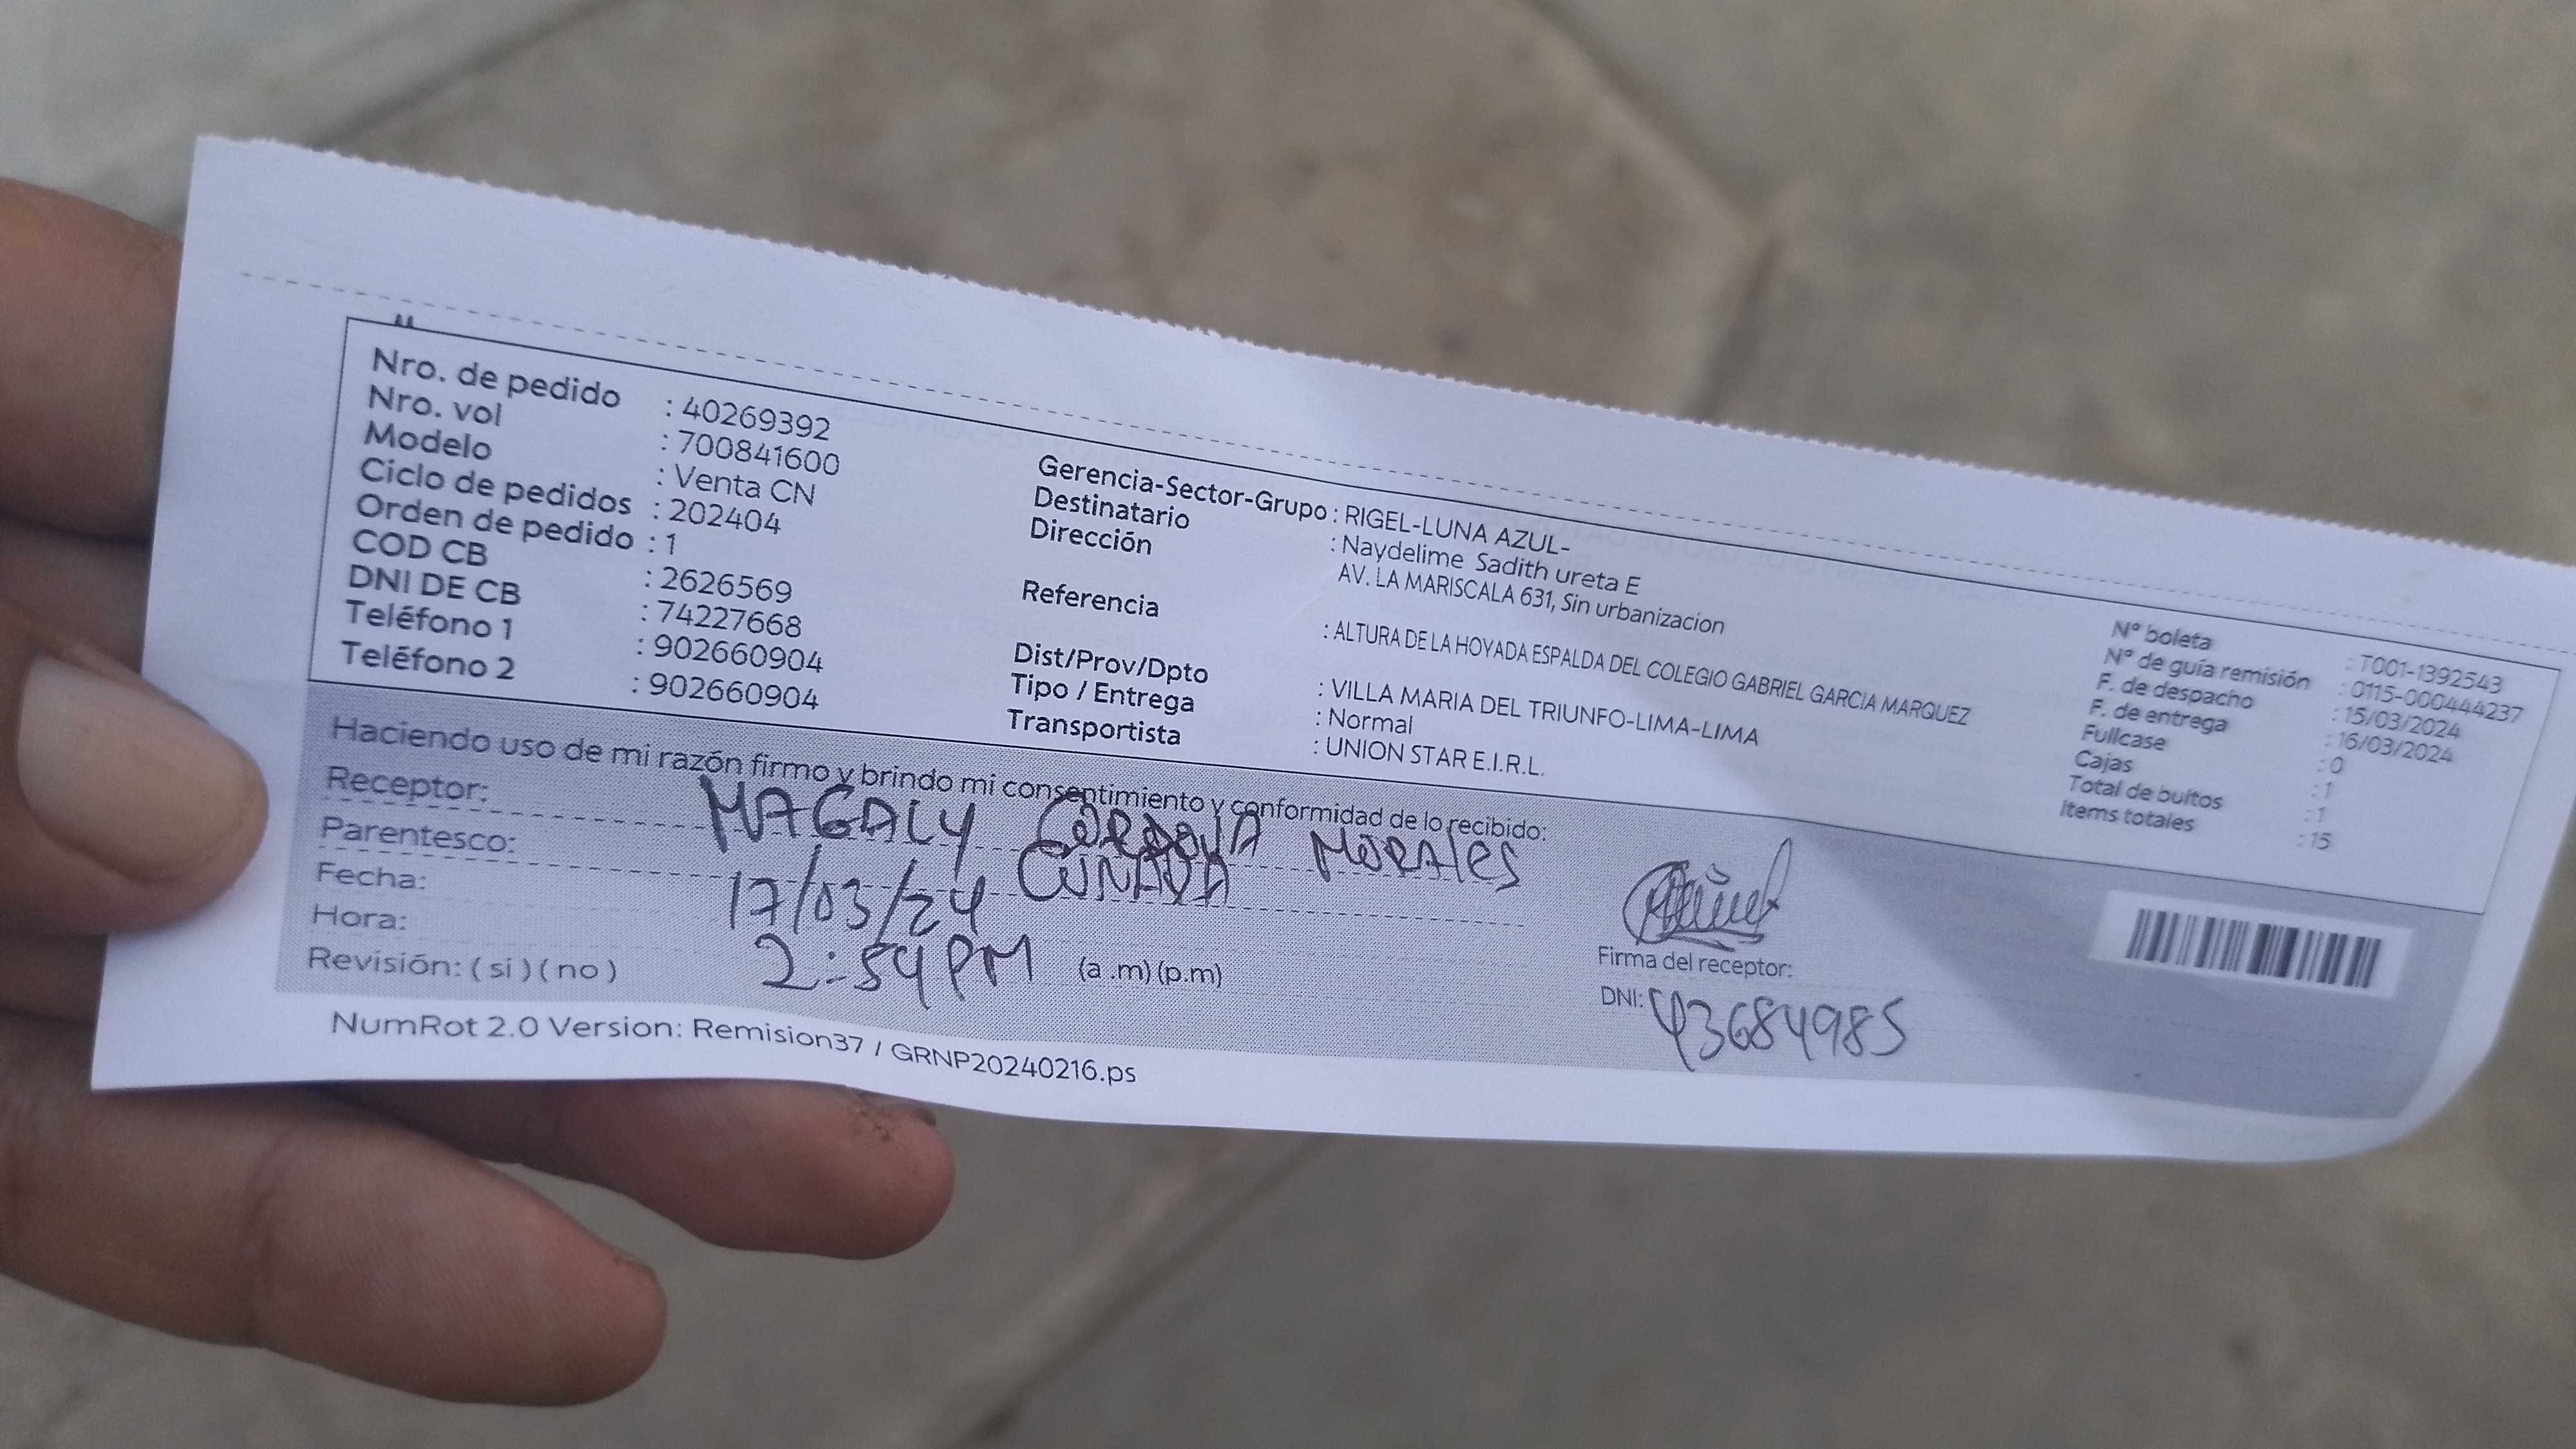 Nro. de pedido : 40269392
Nro. vol : 700841600
Modelo : Venta CN
Ciclo de pedidos : 202404
Orden de pedido : 1
COD CB : 2626569
DNI DE CB : 74227668
Teléfono 1 : 902660904
Teléfono 2 : 902660904
Gerencia-Sector-Grupo : RIGEL-LUNA AZUL-
Destinatario : Naydelime Sadith ureta E
Dirección AV. LA MARISCALA 631, Sin urbanizacion
Referencia : ALTURA DE LA HOYADA ESPALDA DEL COLEGIO GABRIEL GARCIA MARQUEZ
Dist/Prov/Dpto : VILLA MARIA DEL TRIUNFO-LIMA-LIMA
Tipo / Entrega : Normal
Transportista : UNION STAR E.I.R.L.
N° boleta : T001-1392543
N° de guía remisión : 0115-000444237
F. de despacho : 15/03/2024
F. de entrega : 16/03/2024
Fullcase : 0
Cajas : 1
Total de bultos : 1
Items totales : 15
Haciendo uso de mi razón firmo y brindo mi consentimiento y conformidad de lo recibido:
Receptor: MAGALY CORDOVA MORALES
Parentesco: CUÑADA
Fecha: 17/03/24
Hora: 2:54 PM (a .m) (p.m)
Revisión: ( si ) ( no )
Firma del receptor:
DNI: 43684985
NumRot 2.0 Version: Remision37 / GRNP20240216.ps